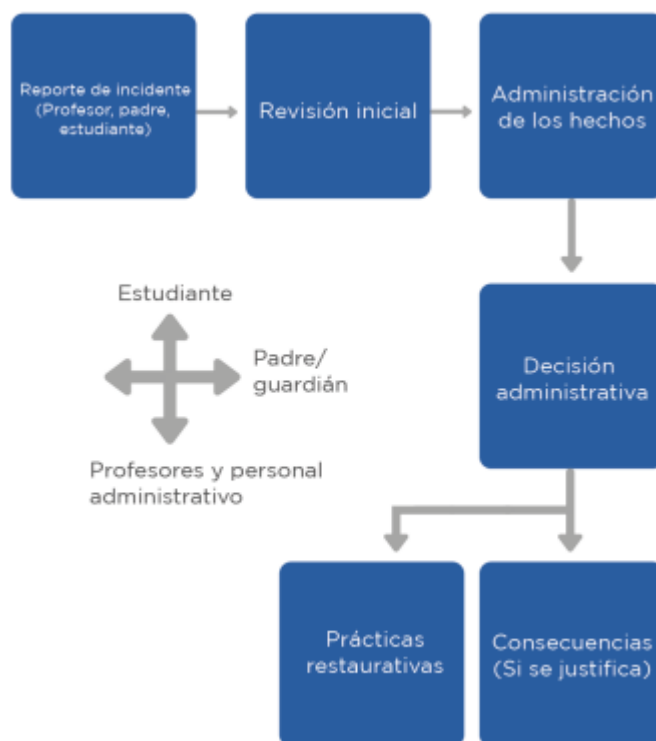 Reporte de incidente
(Profesor, padre,
estudiante)
Revisión inicial
Administración
de los hechos
Estudiante
Padre/
guardián
Profesores y personal
administrativo
Decisión
administrativa
Prácticas
restaurativas
Consecuencias
(Si se justifica)